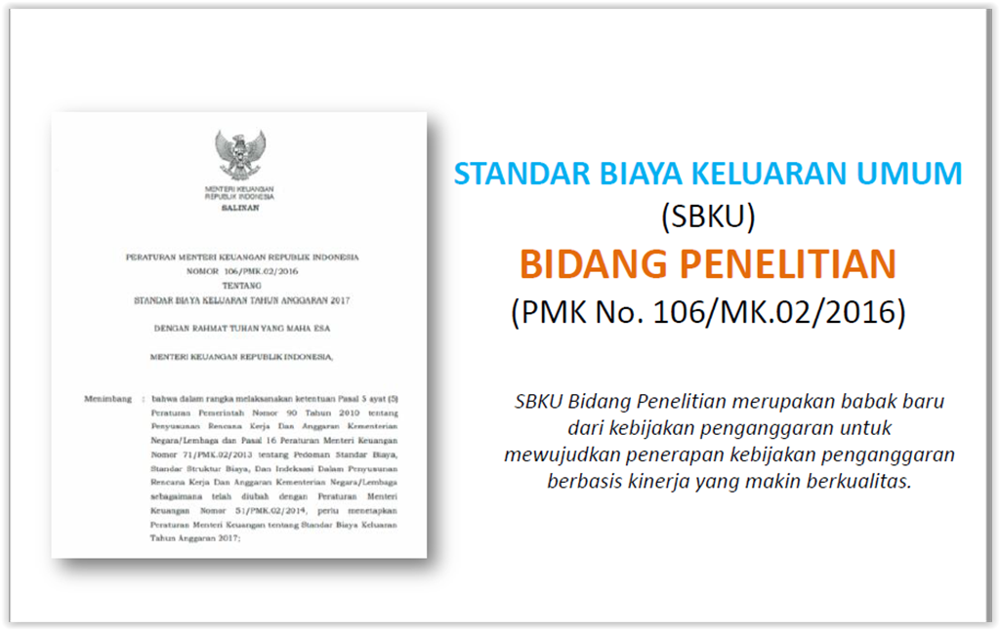 MENTERI KEUANGAN
REPUBLIK INDONESIA
SALINAN
PERATURAN MENTERI KEUANGAN REPUBLIK INDONESIA
NOMOR 106/PMK.02/2016
TENTANG
STANDAR BIAYA KELUARAN TAHUN ANGGARAN 2017
DENGAN RAHMAT TUHAN YANG MAHA ESA
MENTERI KEUANGAN REPUBLIK INDONESIA,
Menimbang : bahwa dalam rangka melaksanakan ketentuan Pasal 5 ayat (5)
Peraturan Pemerintah Nomor 90 Tahun 2010 tentang
Penyusunan Rencana Kerja Dan Anggaran Kementerian
Negara/Lembaga dan Pasal 16 Peraturan Menteri Keuangan
Nomor 71/PMK.02/2013 tentang Pedoman Standar Biaya,
Standar Struktur Biaya, Dan Indeksasi Dalam Penyusunan
Rencana Kerja Dan Anggaran Kementerian Negara/Lembaga
sebagaimana telah diubah dengan Peraturan Menteri
Keuangan Nomor 51/PMK.02/2014, perlu menetapkan
Peraturan Menteri Keuangan tentang Standar Biaya Keluaran
Tahun Anggaran 2017;
STANDAR BIAYA KELUARAN UMUM
(SBKU)
BIDANG PENELITIAN
(PMK No. 106/MK.02/2016)
SBKU Bidang Penelitian merupakan babak baru
dari kebijakan penganggaran untuk
mewujudkan penerapan kebijakan penganggaran
berbasis kinerja yang makin berkualitas.